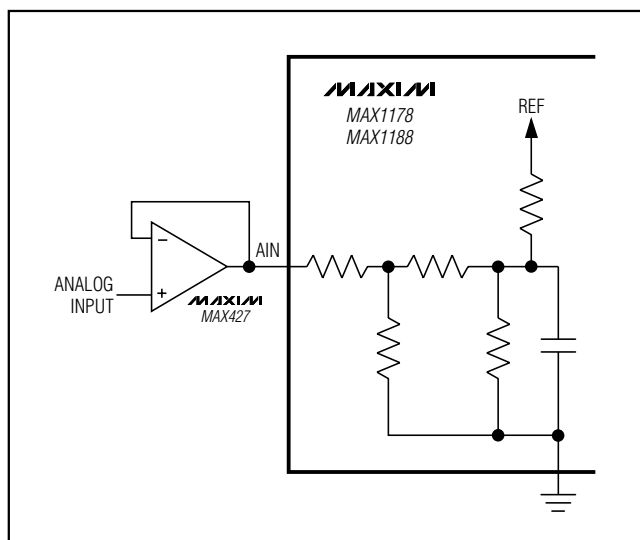 MAXIM
MAX1178
MAX1188
REF
AIN
−
+
ANALOG
INPUT
MAXIM
MAX427